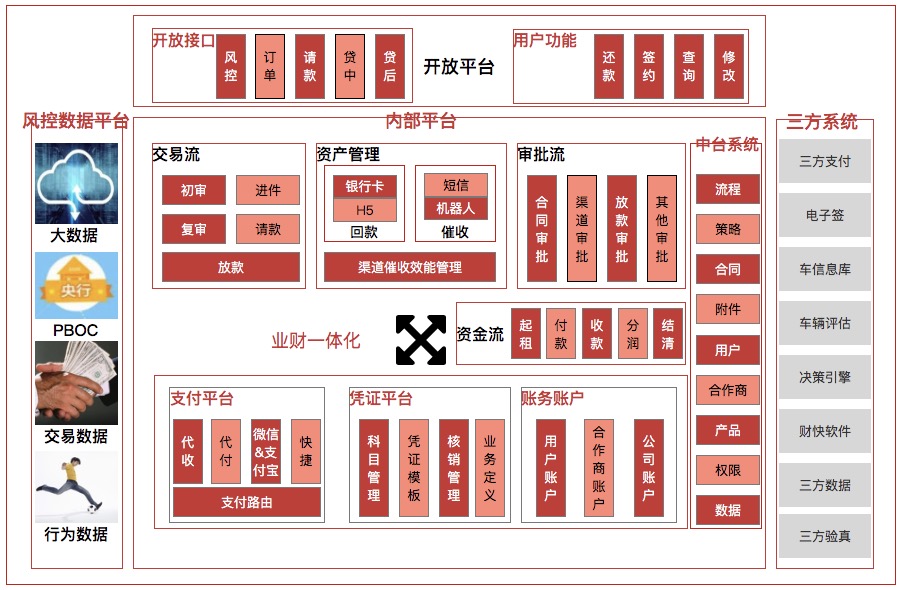 开放接口
风控
订单
请款
贷中
贷后
开放平台
用户功能
还款
签约
查询
修改
风控数据平台
大数据
央行
PBOC
交易数据
行为数据
内部平台
交易流
初审
进件
复审
请款
放款
资产管理
银行卡
H5
回款
短信
机器人
催收
渠道催收效能管理
审批流
合同审批
渠道审批
放款审批
其他审批
业财一体化
资金流
起租
付款
收款
分润
结清
支付平台
代收
代付
微信
&支
付宝
快捷
支付路由
凭证平台
科目管理
凭证模板
核销管理
业务定义
账务账户
用户账户
合作商账户
公司账户
中台系统
流程
策略
合同
附件
用户
合作商
产品
权限
数据
三方系统
三方支付
电子签
车信息库
车辆评估
决策引擎
财快软件
三方数据
三方验真